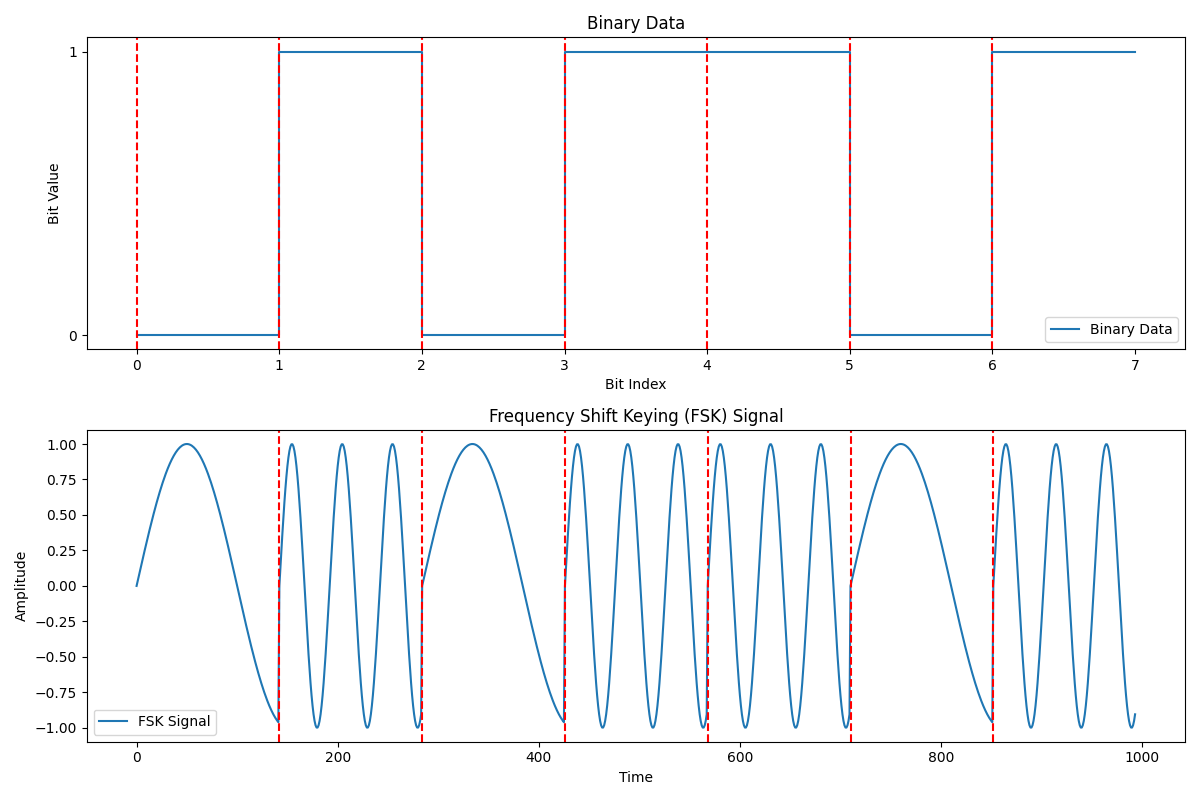 Binary Data
1
Bit Value
0
Binary Data
0 1 2 3 4 5 6 7
Bit Index
Frequency Shift Keying (FSK) Signal
1.00
0.75
0.50
0.25
0.00
−0.25
−0.50
−0.75
−1.00
Amplitude
FSK Signal
0 200 400 600 800 1000
Time